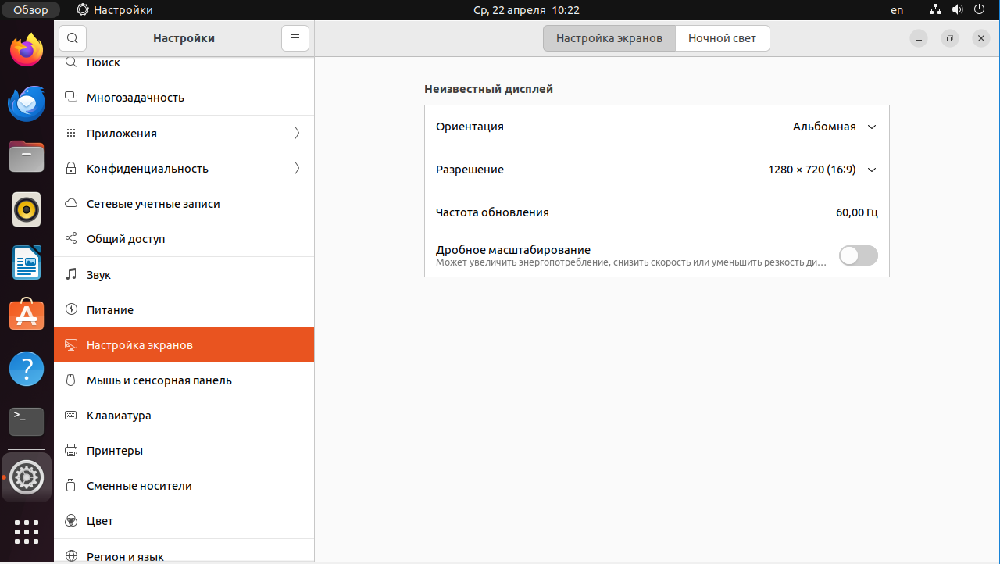 Обзор
Настройки
Ср, 22 апреля 10:22
en
Настройки
Настройка экранов
Ночной свет
Поиск
Многозадачность
Приложения
Конфиденциальность
Сетевые учетные записи
Общий доступ
Звук
Питание
Настройка экранов
Мышь и сенсорная панель
Клавиатура
Принтеры
Сменные носители
Цвет
Регион и язык
Неизвестный дисплей
Ориентация
Альбомная
Разрешение
1280 × 720 (16∶9)
Частота обновления
60,00 Гц
Дробное масштабирование
Может увеличить энергопотребление, снизить скорость или уменьшить резкость ди…